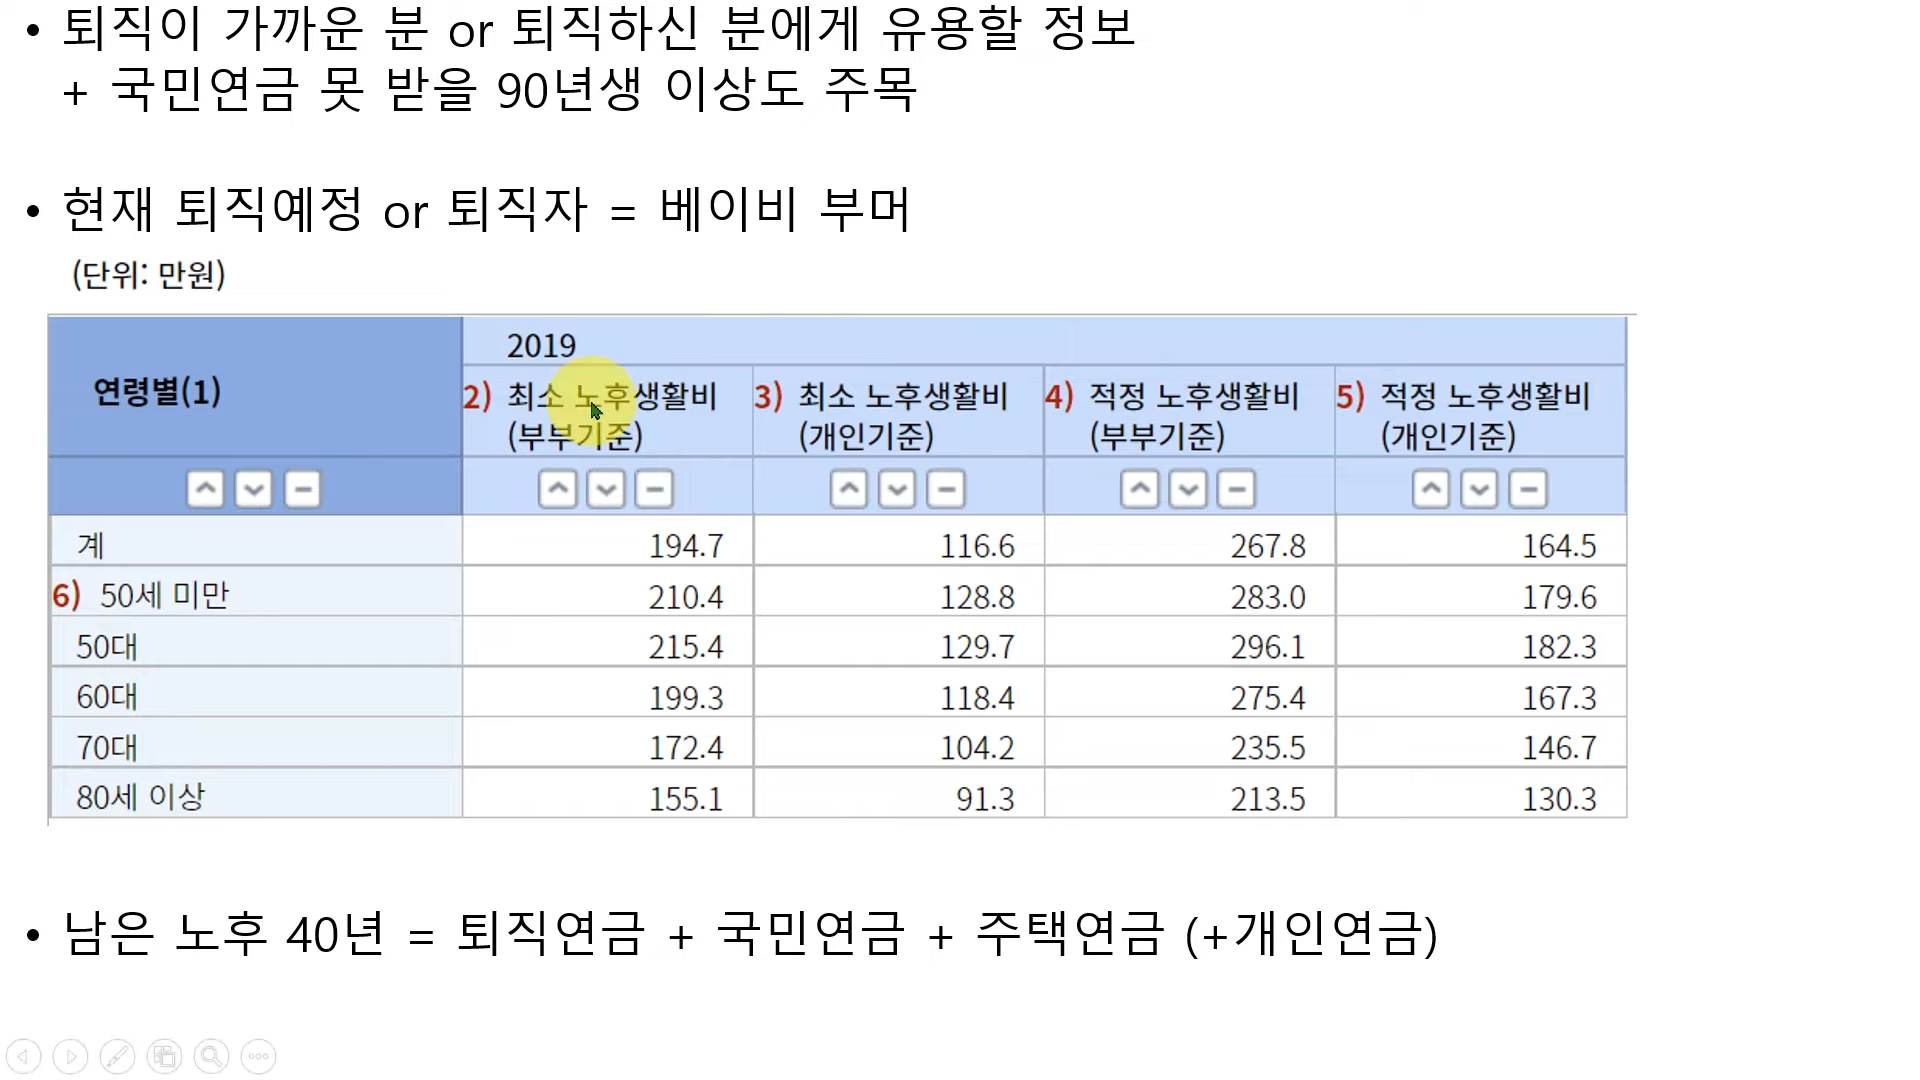 • 퇴직이 가까운 분 or 퇴직하신 분에게 유용할 정보
+ 국민연금 못 받을 90년생 이상도 주목
• 현재 퇴직예정 or 퇴직자 = 베이비 부머
(단위: 만원)
연령별(1)
2019
2) 최소 노후생활비 (부부기준)
3) 최소 노후생활비 (개인기준)
4) 적정 노후생활비 (부부기준)
5) 적정 노후생활비 (개인기준)
계 194.7 116.6 267.8 164.5
6) 50세 미만 210.4 128.8 283.0 179.6
50대 215.4 129.7 296.1 182.3
60대 199.3 118.4 275.4 167.3
70대 172.4 104.2 235.5 146.7
80세 이상 155.1 91.3 213.5 130.3
• 남은 노후 40년 = 퇴직연금 + 국민연금 + 주택연금 (+개인연금)